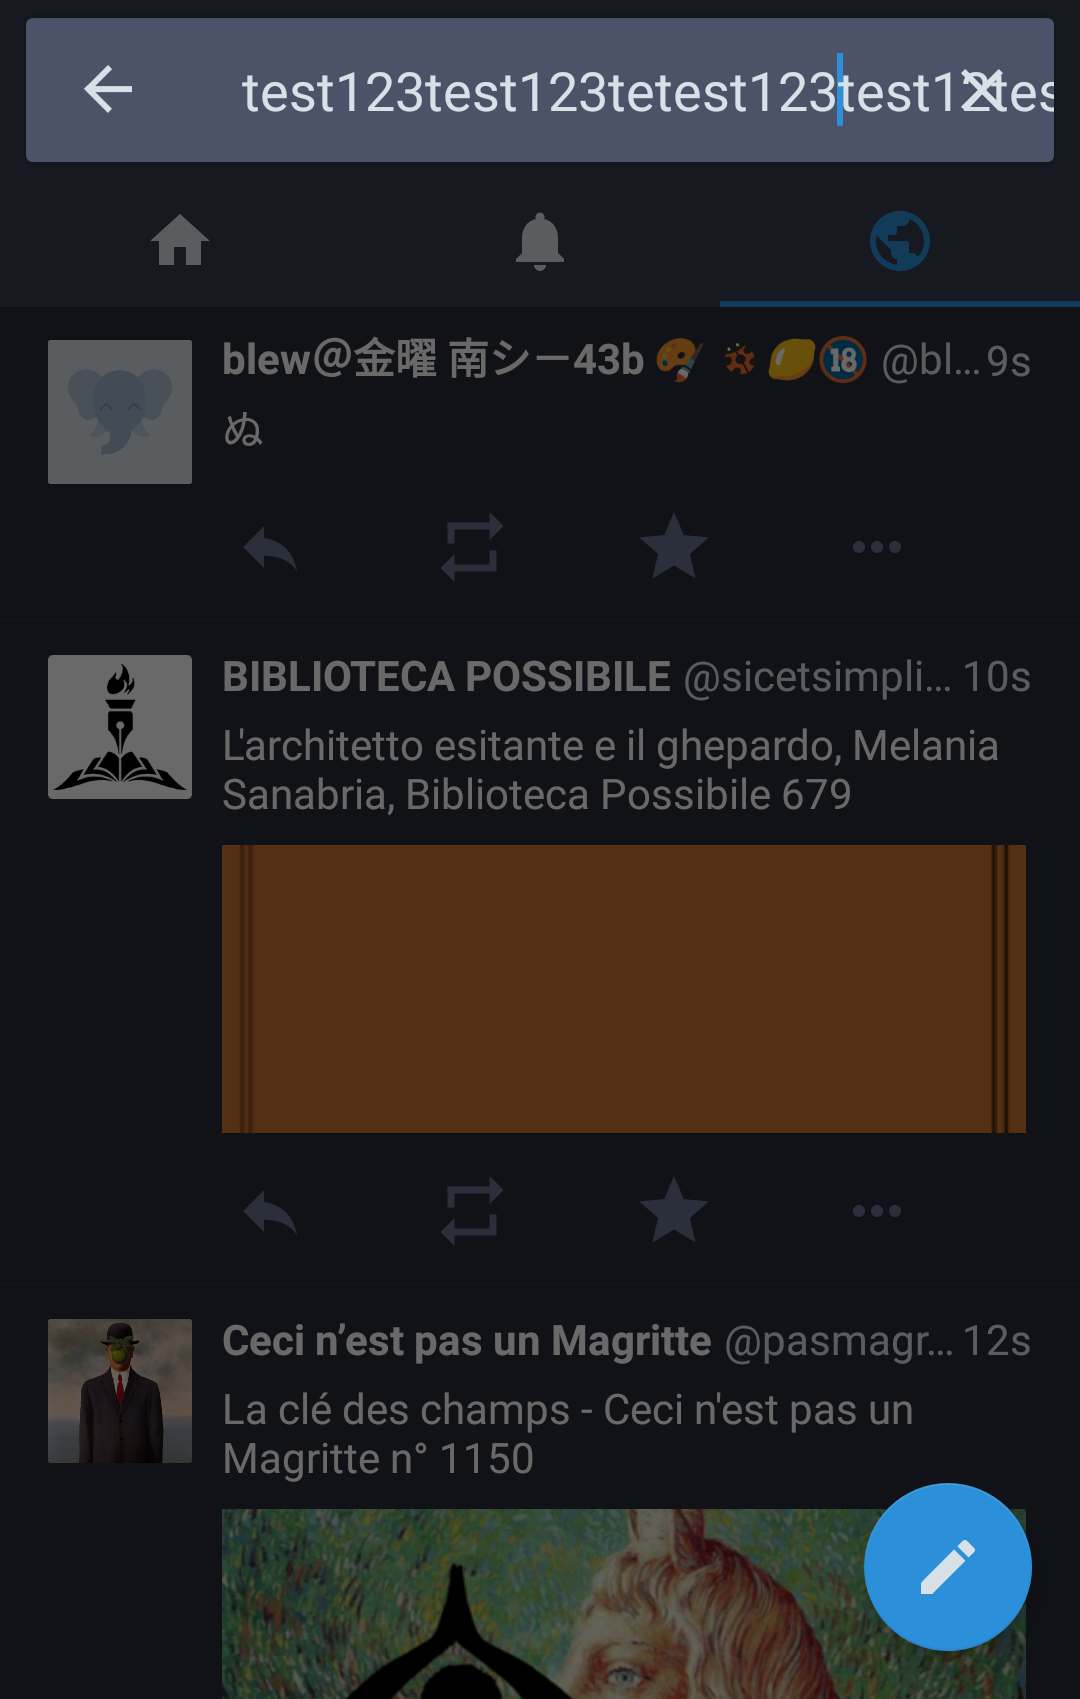 test123test123tetest123test12tes
blew@金曜 南シー43b 🎨 🔞 @bl… 9s
ぬ
BIBLIOTECA POSSIBILE @sicetsimpli… 10s
L'architetto esitante e il ghepardo, Melania
Sanabria, Biblioteca Possibile 679
Ceci n’est pas un Magritte @pasmagr… 12s
La clé des champs - Ceci n'est pas un
Magritte n° 1150